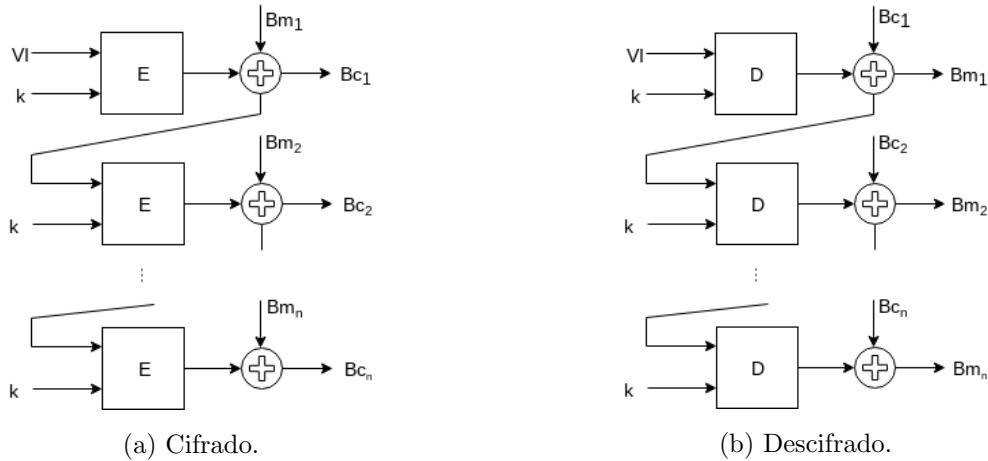 Bm1
VI
k
E
Bc1
Bm2
k
E
Bc2
Bmn
k
E
Bcn
(a) Cifrado.
Bc1
VI
k
D
Bm1
Bc2
k
D
Bm2
Bcn
k
D
Bmn
(b) Descifrado.